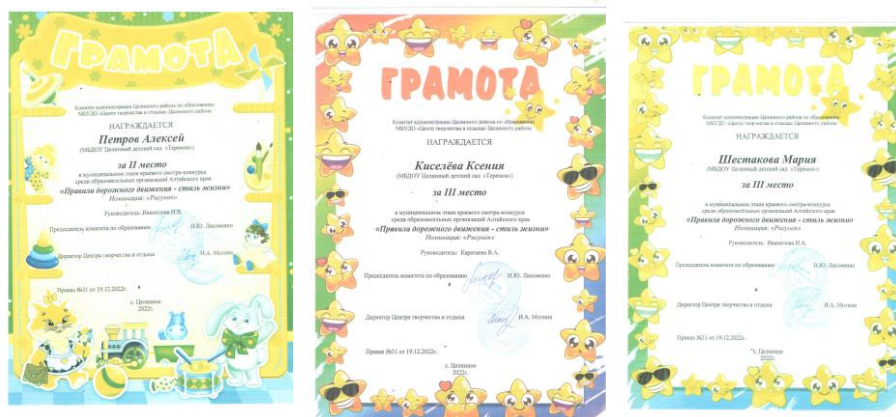 ГРАМОТА
Комитет администрации Целинного района по образованию
МБУДО «Центр творчества и отдыха» Целинного района
НАГРАЖДАЕТСЯ
Петров Алексей
(МБДОУ Целинный детский сад «Теремок»)
за II место
в муниципальном этапе краевого смотра-конкурса
среди образовательных организаций Алтайского края
«Правила дорожного движения - стиль жизни»
Номинация: «Рисунок»
Руководитель:
Председатель комитета по образованию
И.Ю. Лисовенко
Директор Центра творчества и отдыха
И.А. Мотина
Приказ №31 от 19.12.2022г.
с. Целинное
2022г.
ГРАМОТА
Комитет администрации Целинного района по образованию
МБУДО «Центр творчества и отдыха» Целинного района
НАГРАЖДАЕТСЯ
Киселёва Ксения
(МБДОУ Целинный детский сад «Теремок»)
за III место
в муниципальном этапе краевого смотра-конкурса
среди образовательных организаций Алтайского края
«Правила дорожного движения - стиль жизни»
Номинация: «Рисунок»
Руководитель: Каратаева В.А.
Председатель комитета по образованию
И.Ю. Лисовенко
Директор Центра творчества и отдыха
И.А. Мотина
Приказ №31 от 19.12.2022г.
с. Целинное
2022г.
ГРАМОТА
Комитет администрации Целинного района по образованию
МБУДО «Центр творчества и отдыха» Целинного района
НАГРАЖДАЕТСЯ
Шестакова Мария
(МБДОУ Целинный детский сад «Теремок»)
за III место
в муниципальном этапе краевого смотра-конкурса
среди образовательных организаций Алтайского края
«Правила дорожного движения - стиль жизни»
Номинация: «Рисунок»
Руководитель:
Председатель комитета по образованию
И.Ю. Лисовенко
Директор Центра творчества и отдыха
И.А. Мотина
Приказ №31 от 19.12.2022г.
с. Целинное
2022г.